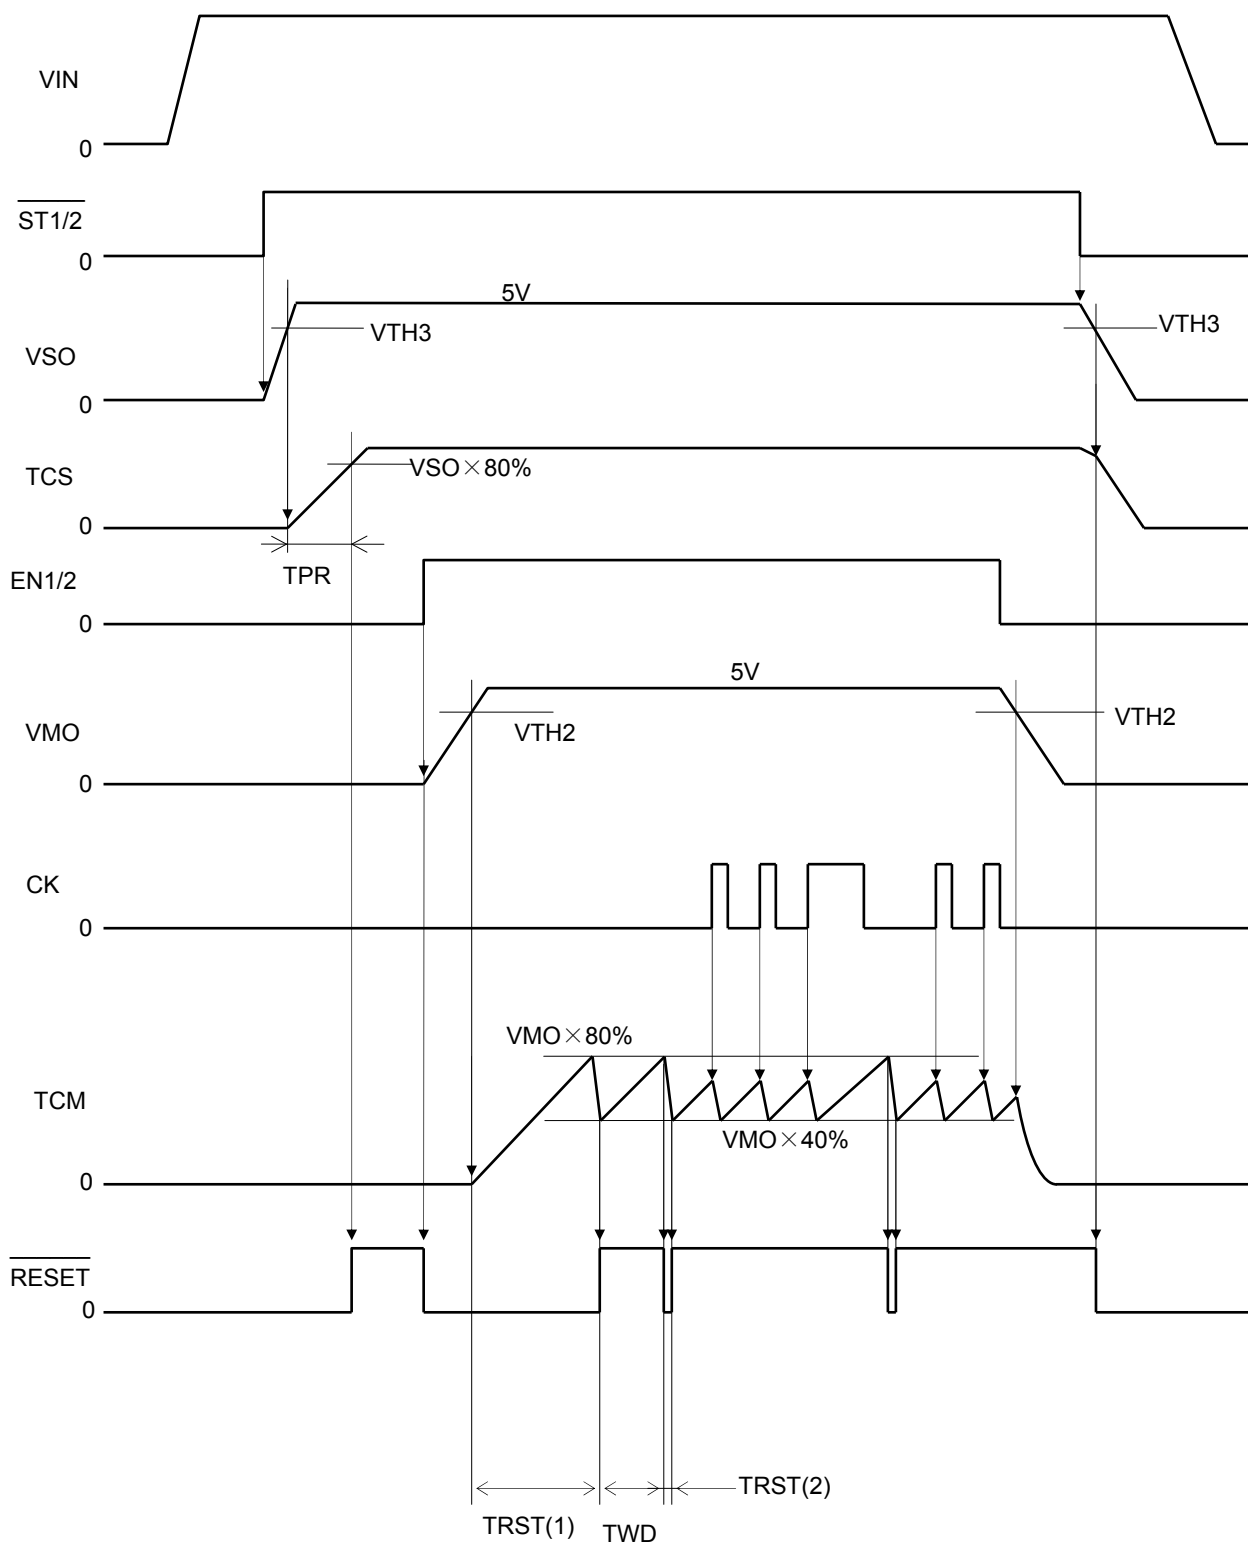 VIN
0
ST1/2
0
5V
VTH3
VTH3
VSO
0
VSO×80%
TCS
0
TPR
EN1/2
0
5V
VTH2
VTH2
VMO
0
CK
0
VMO×80%
TCM
VMO×40%
0
RESET
0
TRST(2)
TRST(1)
TWD